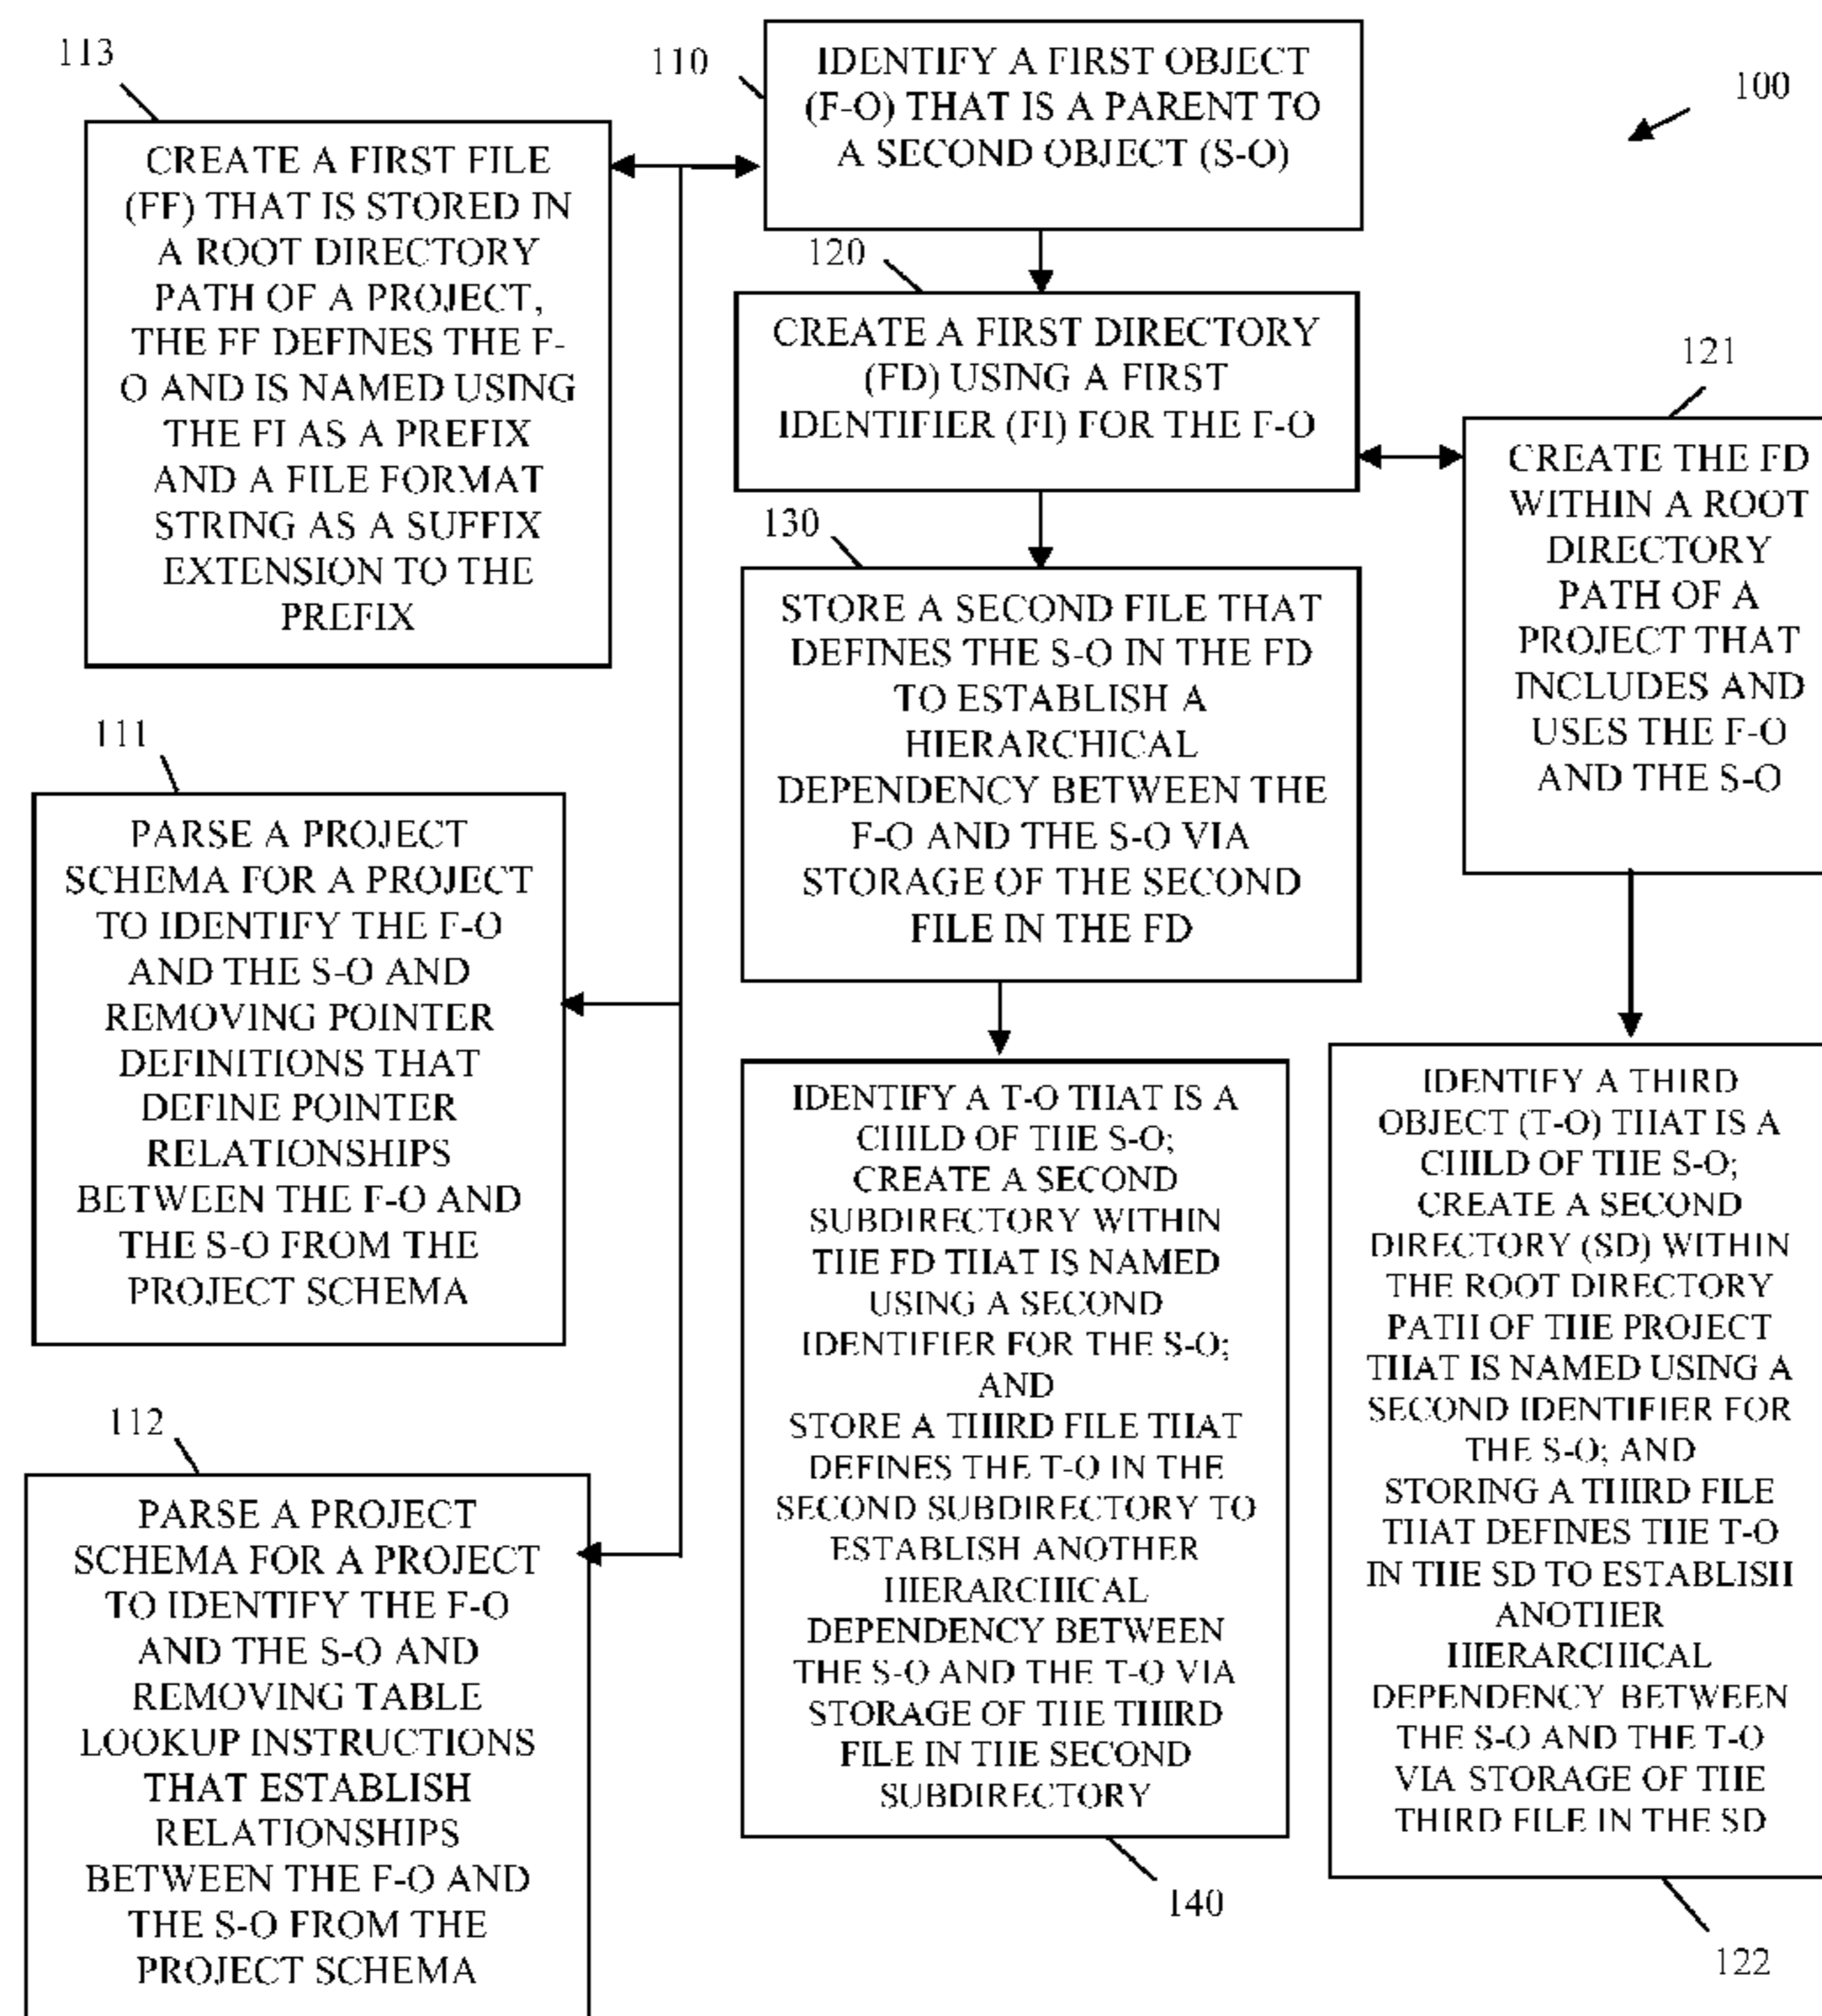 113
CREATE A FIRST FILE
(FF) THAT IS STORED IN
A ROOT DIRECTORY
PATH OF A PROJECT,
THE FF DEFINES THE F-
O AND IS NAMED USING
THE FI AS A PREFIX
AND A FILE FORMAT
STRING AS A SUFFIX
EXTENSION TO THE
PREFIX
111
PARSE A PROJECT
SCHEMA FOR A PROJECT
TO IDENTIFY THE F-O
AND THE S-O AND
REMOVING POINTER
DEFINITIONS THAT
DEFINE POINTER
RELATIONSHIPS
BETWEEN THE F-O AND
THE S-O FROM THE
PROJECT SCHEMA
112
PARSE A PROJECT
SCHEMA FOR A PROJECT
TO IDENTIFY THE F-O
AND THE S-O AND
REMOVING TABLE
LOOKUP INSTRUCTIONS
THAT ESTABLISH
RELATIONSHIPS
BETWEEN THE F-O AND
THE S-O FROM THE
PROJECT SCHEMA
110
IDENTIFY A FIRST OBJECT
(F-O) THAT IS A PARENT TO
A SECOND OBJECT (S-O)
120
CREATE A FIRST DIRECTORY
(FD) USING A FIRST
IDENTIFIER (FI) FOR THE F-O
130
STORE A SECOND FILE THAT
DEFINES THE S-O IN THE FD
TO ESTABLISH A
HIERARCHICAL
DEPENDENCY BETWEEN THE
F-O AND THE S-O VIA
STORAGE OF THE SECOND
FILE IN THE FD
IDENTIFY A T-O THAT IS A
CHILD OF THE S-O;
CREATE A SECOND
SUBDIRECTORY WITHIN
THE FD THAT IS NAMED
USING A SECOND
IDENTIFIER FOR THE S-O;
AND
STORE A THIRD FILE THAT
DEFINES THE T-O IN THE
SECOND SUBDIRECTORY TO
ESTABLISH ANOTHER
HIERARCHICAL
DEPENDENCY BETWEEN
THE S-O AND THE T-O VIA
STORAGE OF THE THIRD
FILE IN THE SECOND
SUBDIRECTORY
140
100
121
CREATE THE FD
WITHIN A ROOT
DIRECTORY
PATH OF A
PROJECT THAT
INCLUDES AND
USES THE F-O
AND THE S-O
IDENTIFY A THIRD
OBJECT (T-O) THAT IS A
CHILD OF THE S-O;
CREATE A SECOND
DIRECTORY (SD) WITHIN
THE ROOT DIRECTORY
PATH OF THE PROJECT
THAT IS NAMED USING A
SECOND IDENTIFIER FOR
THE S-O; AND
STORING A THIRD FILE
THAT DEFINES THE T-O
IN THE SD TO ESTABLISH
ANOTHER
HIERARCHICAL
DEPENDENCY BETWEEN
THE S-O AND THE T-O
VIA STORAGE OF THE
THIRD FILE IN THE SD
122